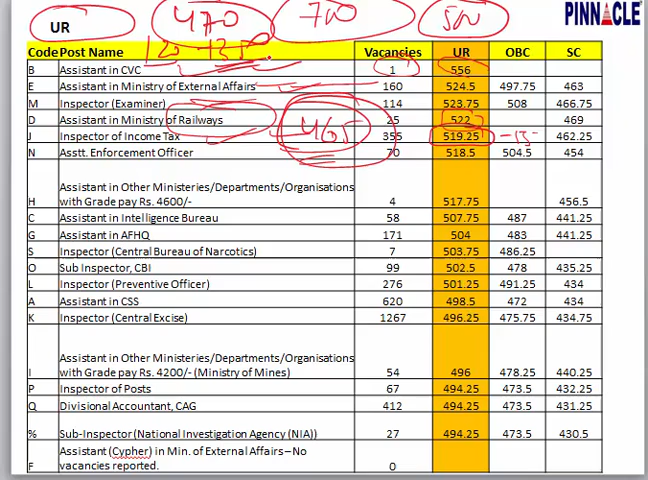 470
700
500
PINNACLE
UR
120
Code Post Name Vacancies UR OBC SC
B Assistant in CVC 1 556
E Assistant in Ministry of External Affairs 160 524.5 497.75 463
M Inspector (Examiner) 114 523.75 508 466.75
D Assistant in Ministry of Railways 25 522 469
465
J Inspector of Income Tax 355 519.25 462.25
N Asstt. Enforcement Officer 70 518.5 504.5 454
Assistant in Other Ministeries/Departments/Organisations
H with Grade pay Rs. 4600/- 4 517.75 456.5
C Assistant in Intelligence Bureau 58 507.75 487 441.25
G Assistant in AFHQ 171 504 483 441.25
S Inspector (Central Bureau of Narcotics) 7 503.75 486.25
O Sub Inspector, CBI 99 502.5 478 435.25
L Inspector (Preventive Officer) 276 501.25 491.25 434
A Assistant in CSS 620 498.5 472 434
K Inspector (Central Excise) 1267 496.25 475.75 434.75
Assistant in Other Ministeries/Departments/Organisations
I with Grade pay Rs. 4200/- (Ministry of Mines) 54 496 478.25 440.25
P Inspector of Posts 67 494.25 473.5 432.25
Q Divisional Accountant, CAG 412 494.25 473.5 431.25
% Sub-Inspector (National Investigation Agency (NIA)) 27 494.25 473.5 430.5
Assistant (Cypher) in Min. of External Affairs – No
F vacancies reported. 0